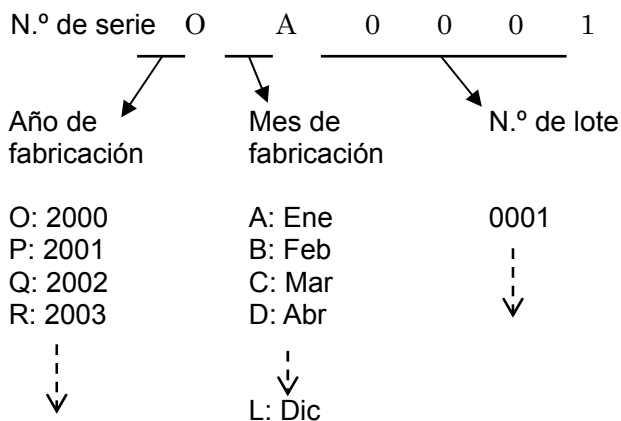 N.º de serie O A 0 0 0 1
Año de fabricación
Mes de fabricación
N.º de lote
O: 2000
P: 2001
Q: 2002
R: 2003
A: Ene
B: Feb
C: Mar
D: Abr
L: Dic
0001